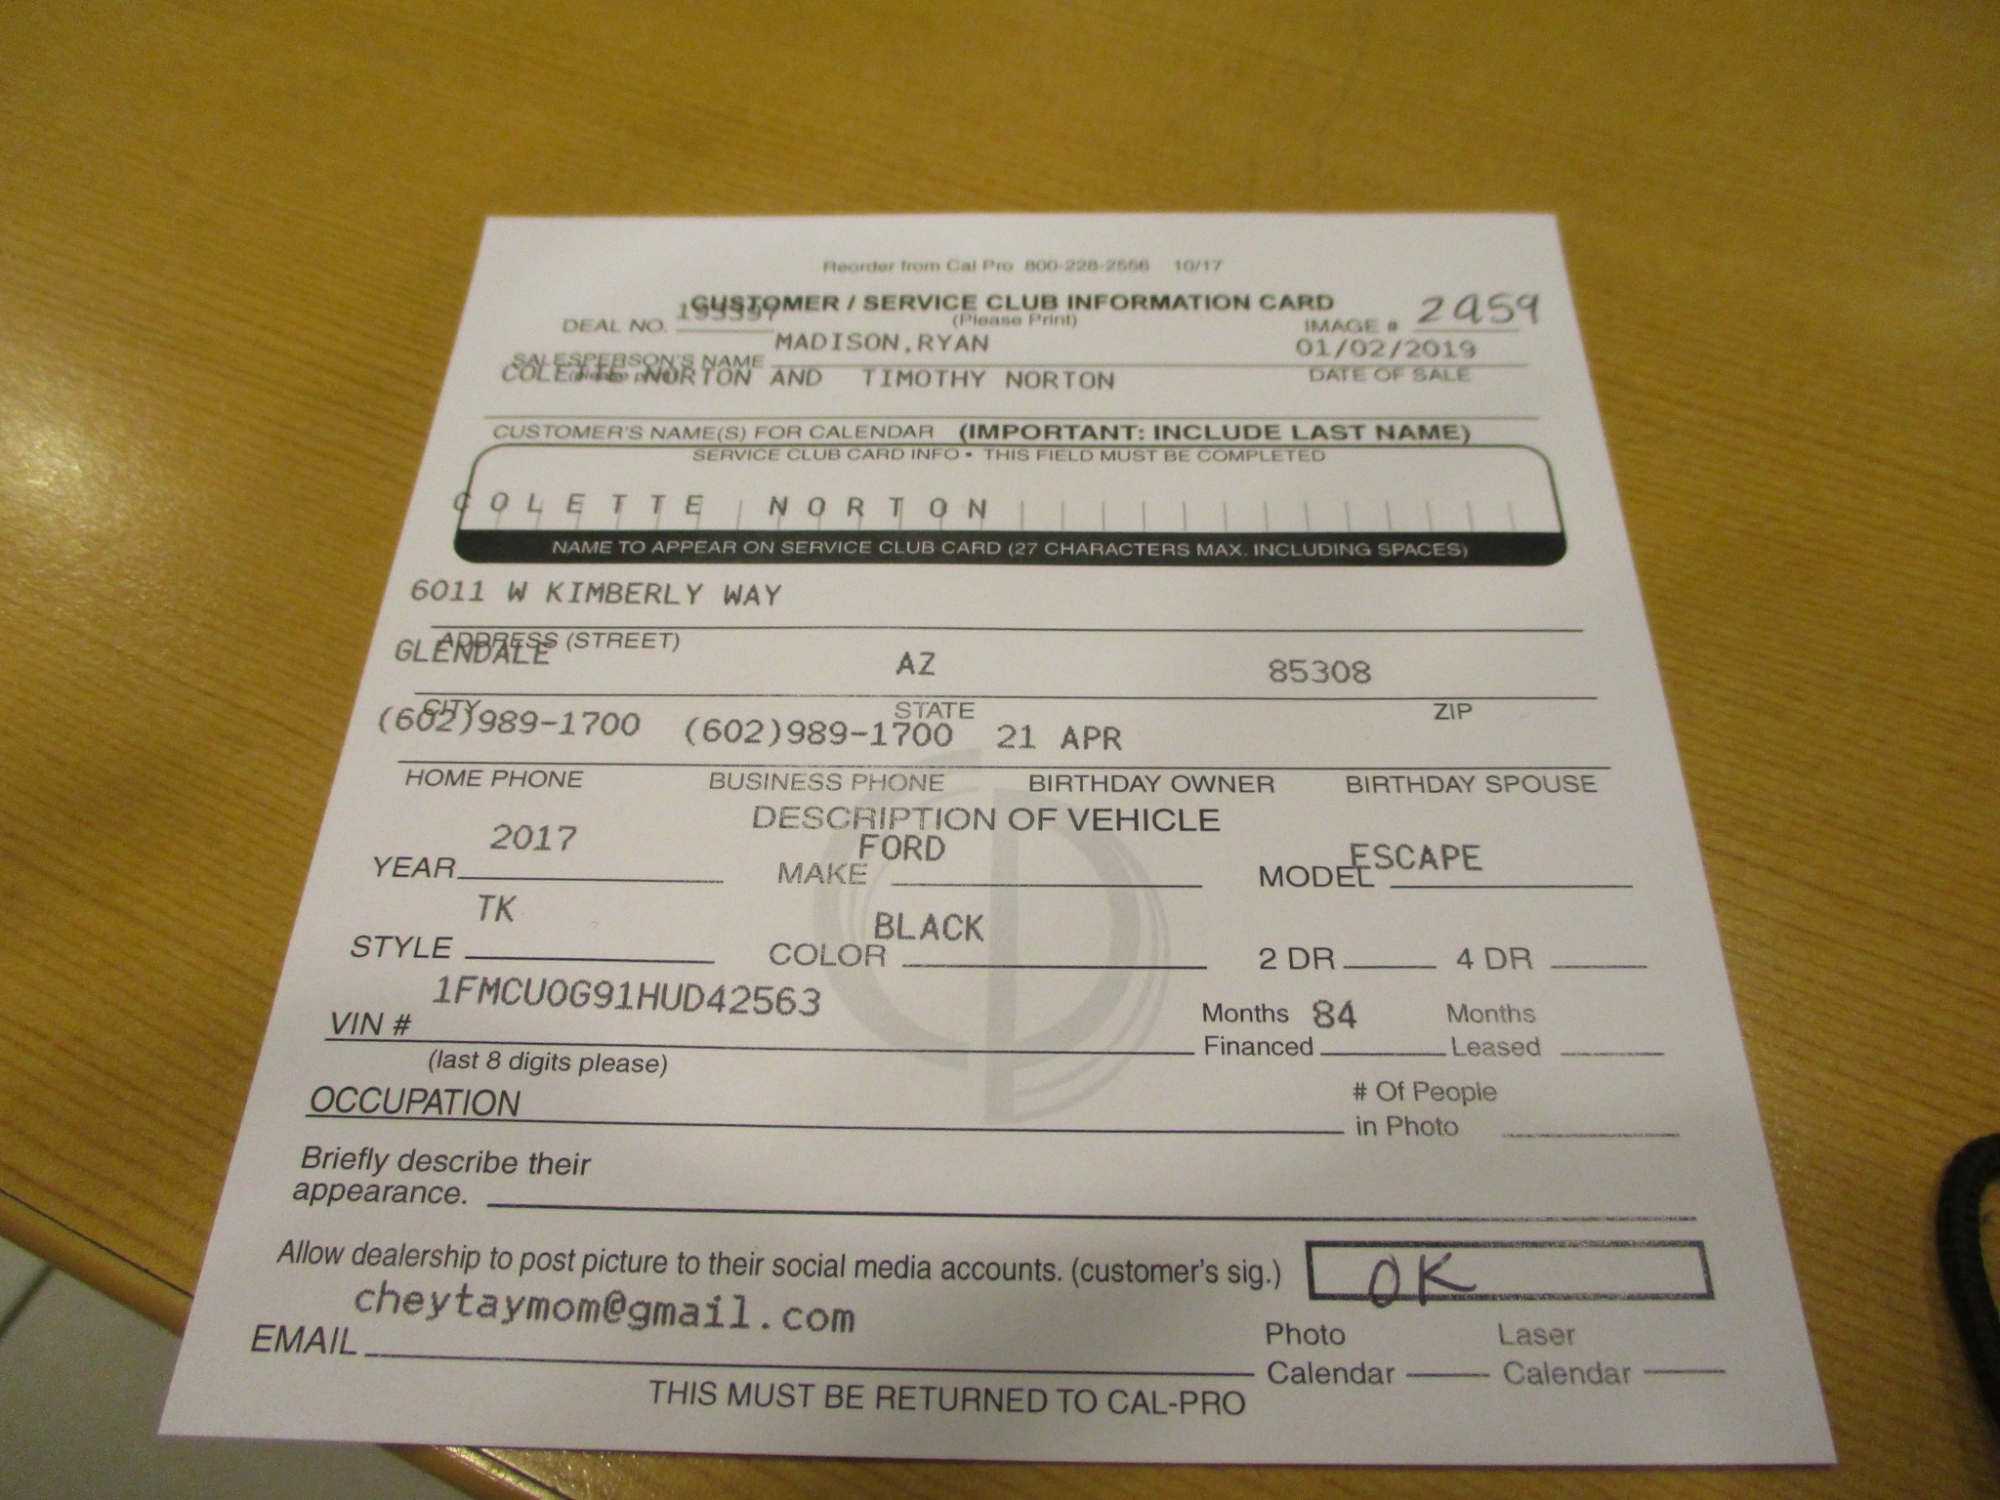 Reorder from Cal Pro 800-228-2556 10/17
CUSTOMER / SERVICE CLUB INFORMATION CARD
(Please Print)
DEAL NO. IMAGE # 2959
MADISON,RYAN 01/02/2019
SALESPERSON'S NAME DATE OF SALE
COLETTE NORTON AND TIMOTHY NORTON
CUSTOMER'S NAME(S) FOR CALENDAR (IMPORTANT: INCLUDE LAST NAME)
SERVICE CLUB CARD INFO • THIS FIELD MUST BE COMPLETED
COLETTE NORTON
NAME TO APPEAR ON SERVICE CLUB CARD (27 CHARACTERS MAX. INCLUDING SPACES)
6011 W KIMBERLY WAY
ADDRESS (STREET)
GLENDALE AZ 85308
CITY STATE ZIP
(602)989-1700 (602)989-1700 21 APR
HOME PHONE BUSINESS PHONE BIRTHDAY OWNER BIRTHDAY SPOUSE
DESCRIPTION OF VEHICLE
2017 FORD ESCAPE
YEAR MAKE MODEL
TK BLACK
STYLE COLOR 2 DR 4 DR
1FMCU0G91HUD42563
VIN # Months 84 Months
(last 8 digits please) Financed Leased
OCCUPATION # Of People
in Photo
Briefly describe their
appearance.
Allow dealership to post picture to their social media accounts. (customer's sig.) OK
cheytaymom@gmail.com
EMAIL Photo Laser
Calendar Calendar
THIS MUST BE RETURNED TO CAL-PRO